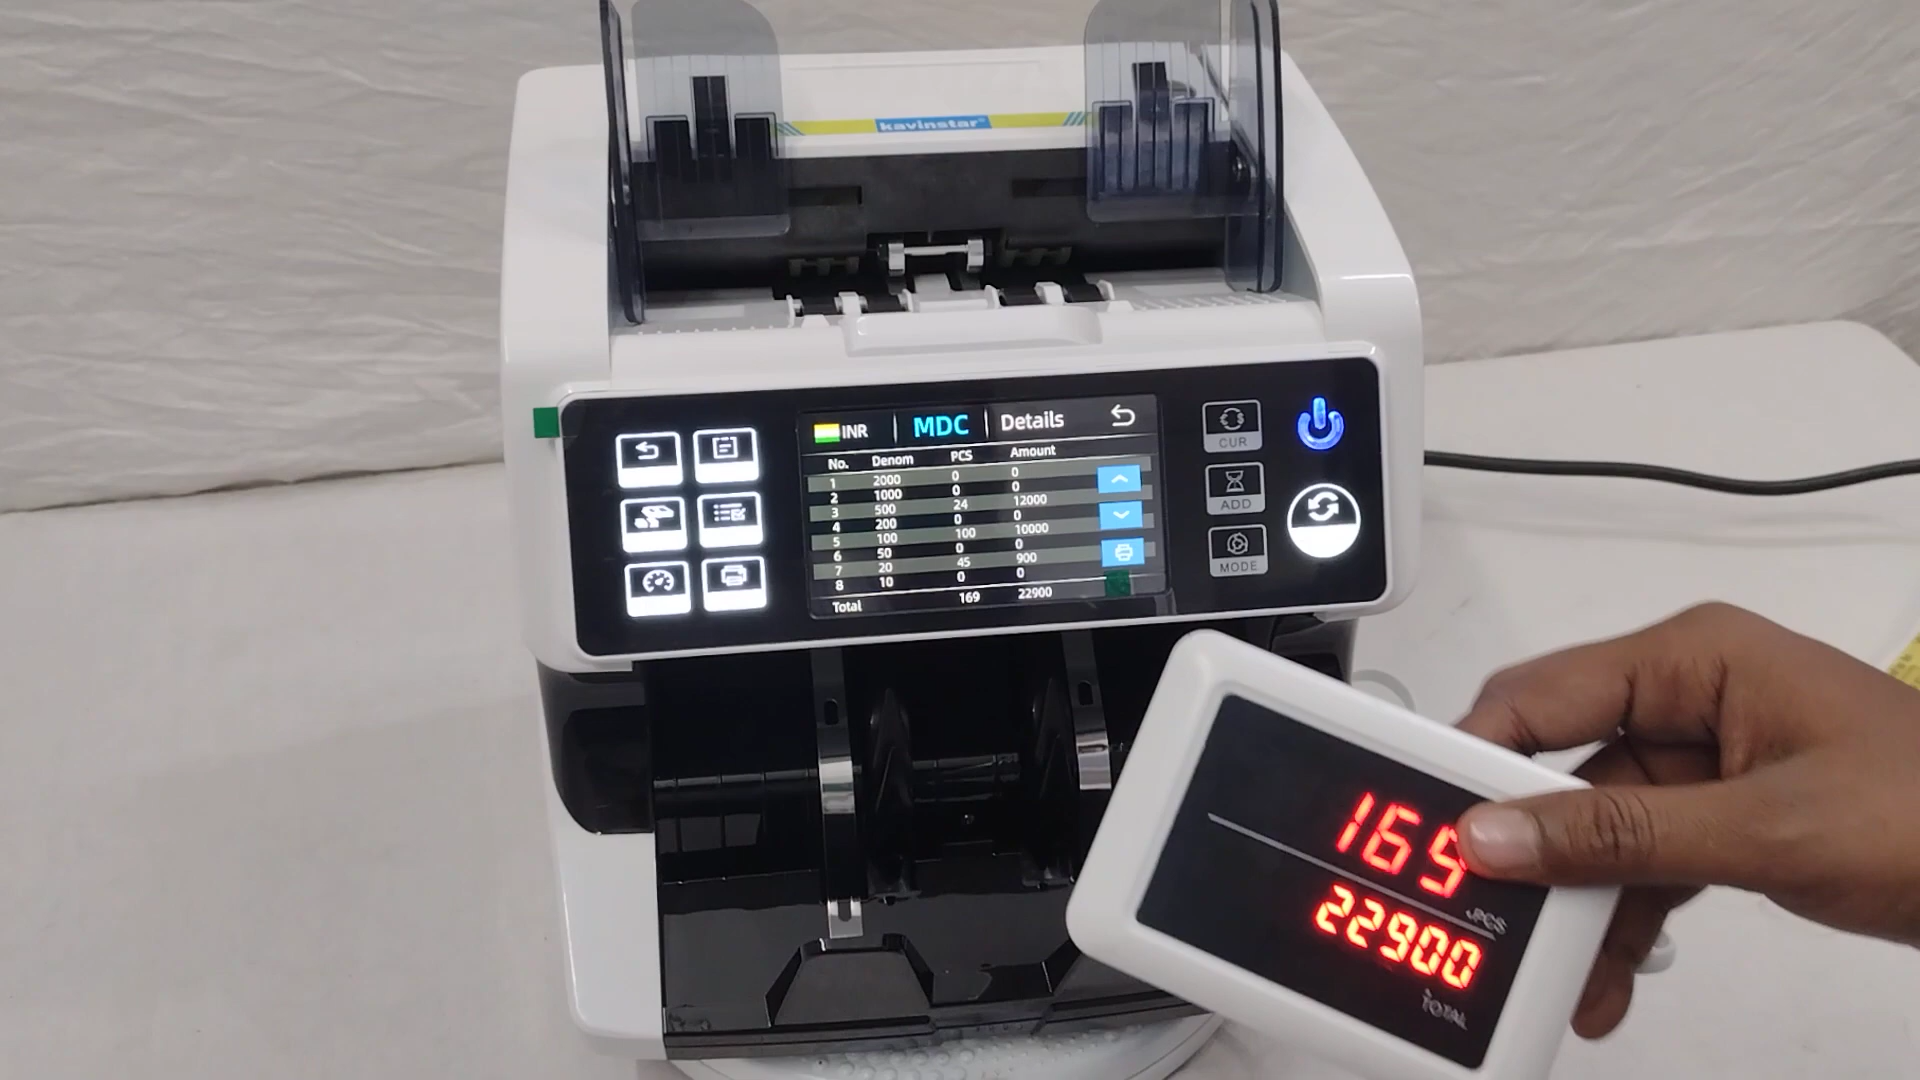 kavinstar
INR MDC Details
No. Denom PCS Amount
1 2000 0 0
2 1000 0 0
3 500 24 12000
4 200 0 0
5 100 100 10000
6 50 0 0
7 20 45 900
8 10 0 0
Total 169 22900
CUR
ADD
MODE
169
PCS
22900
TOTAL